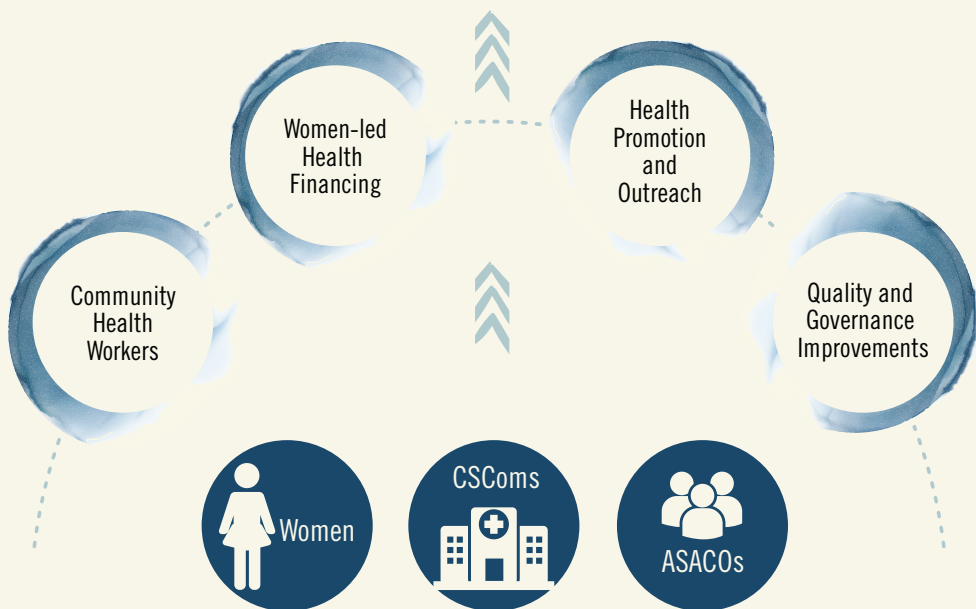 Community
Health
Workers
Women-led
Health
Financing
Health
Promotion
and
Outreach
Quality and
Governance
Improvements
Women
CSComs
ASACOs